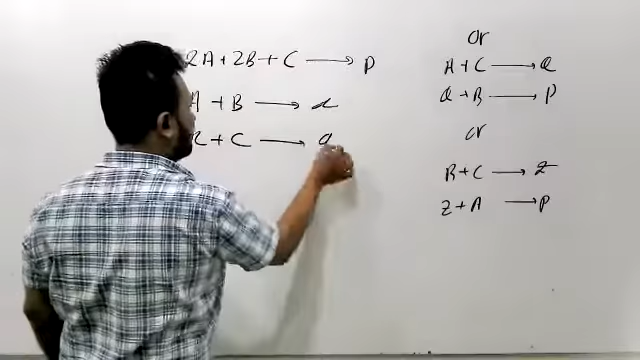 2A + 2B + C → P
A + B →
+ C →
Or
A + C → Q
Q + B → P
or
B + C → Z
Z + A → P